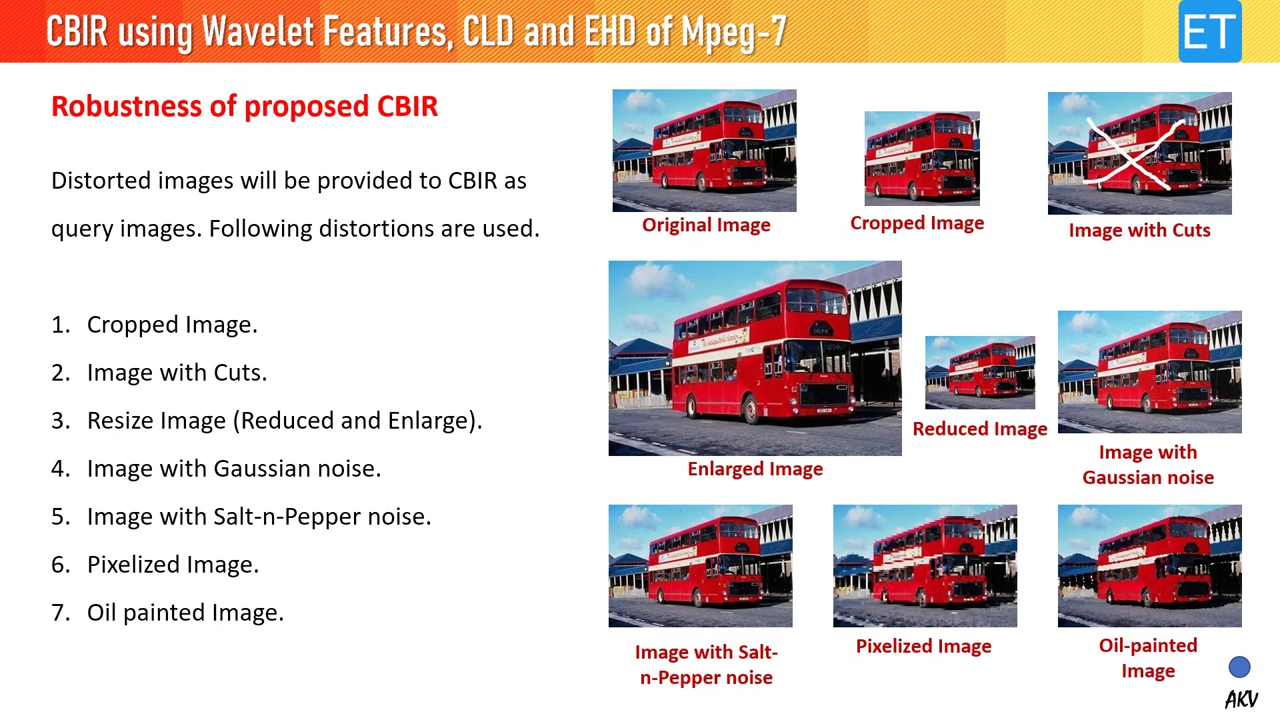 CBIR using Wavelet Features, CLD and EHD of Mpeg-7
ET
Robustness of proposed CBIR
Distorted images will be provided to CBIR as
query images. Following distortions are used.
1. Cropped Image.
2. Image with Cuts.
3. Resize Image (Reduced and Enlarge).
4. Image with Gaussian noise.
5. Image with Salt-n-Pepper noise.
6. Pixelized Image.
7. Oil painted Image.
Original Image
Cropped Image
Image with Cuts
Enlarged Image
Reduced Image
Image with
Gaussian noise
Image with Salt-
n-Pepper noise
Pixelized Image
Oil-painted
Image
AKV